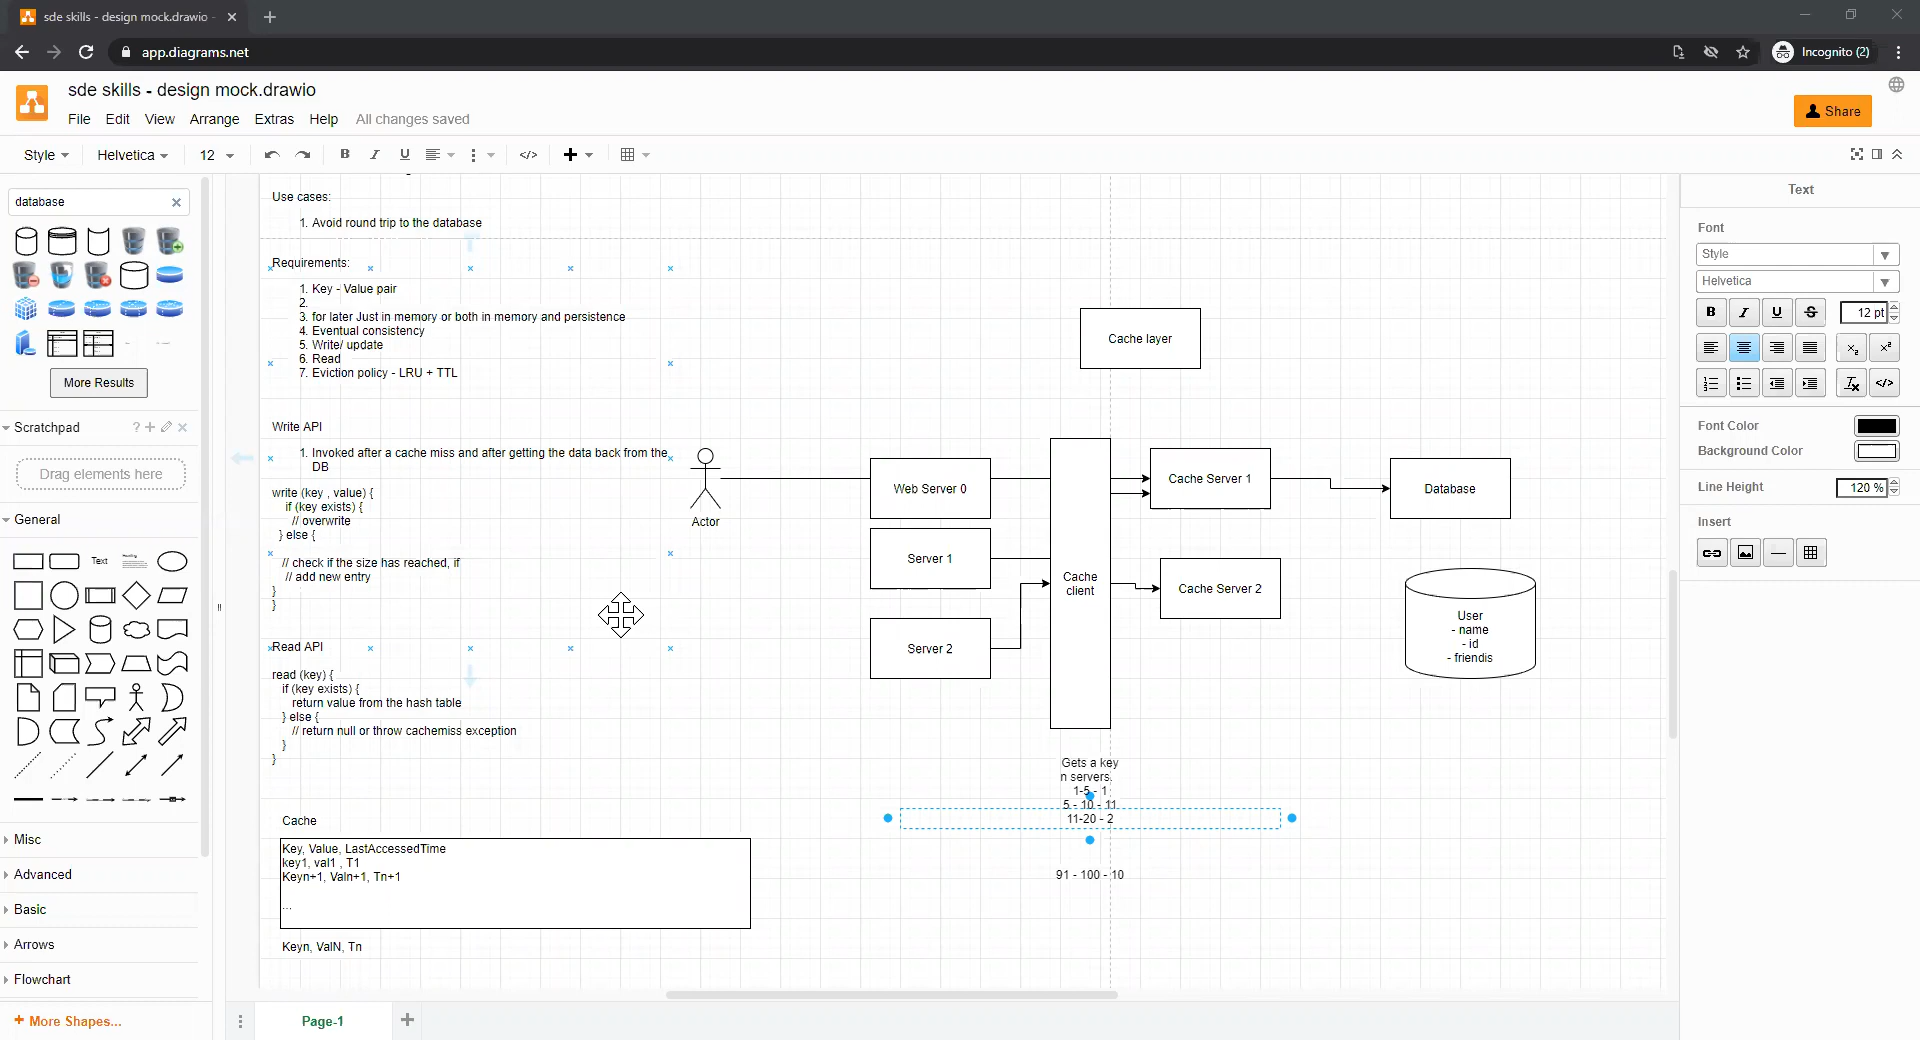 sde skills - design mock.drawio -
app.diagrams.net
Incognito (2)
sde skills - design mock.drawio
File Edit View Arrange Extras Help All changes saved
Share
Style Helvetica 12 B I U </>
database
More Results
Scratchpad
?
Drag elements here
General
Text
Heading
Misc
Advanced
Basic
Arrows
Flowchart
+ More Shapes...
Use cases:
1. Avoid round trip to the database
Requirements:
1. Key - Value pair
2.
3. for later Just in memory or both in memory and persistence
4. Eventual consistency
5. Write/ update
6. Read
7. Eviction policy - LRU + TTL
Write API
1. Invoked after a cache miss and after getting the data back from the
DB
write (key , value) {
if (key exists) {
// overwrite
} else {
// check if the size has reached, if
// add new entry
}
}
Read API
read (key) {
if (key exists) {
return value from the hash table
} else {
// return null or throw cachemiss exception
}
}
Cache
Key, Value, LastAccessedTime
key1, val1 , T1
Keyn+1, Valn+1, Tn+1
...
Keyn, ValN, Tn
Actor
Cache layer
Web Server 0
Server 1
Server 2
Cache
client
Cache Server 1
Cache Server 2
Database
User
- name
- id
- friendis
Gets a key
n servers.
1-5 - 1
5 - 10 - 11
11-20 - 2
91 - 100 - 10
Page-1
Text
Font
Style
Helvetica
B I U S 12 pt
Font Color
Background Color
Line Height 120 %
Insert